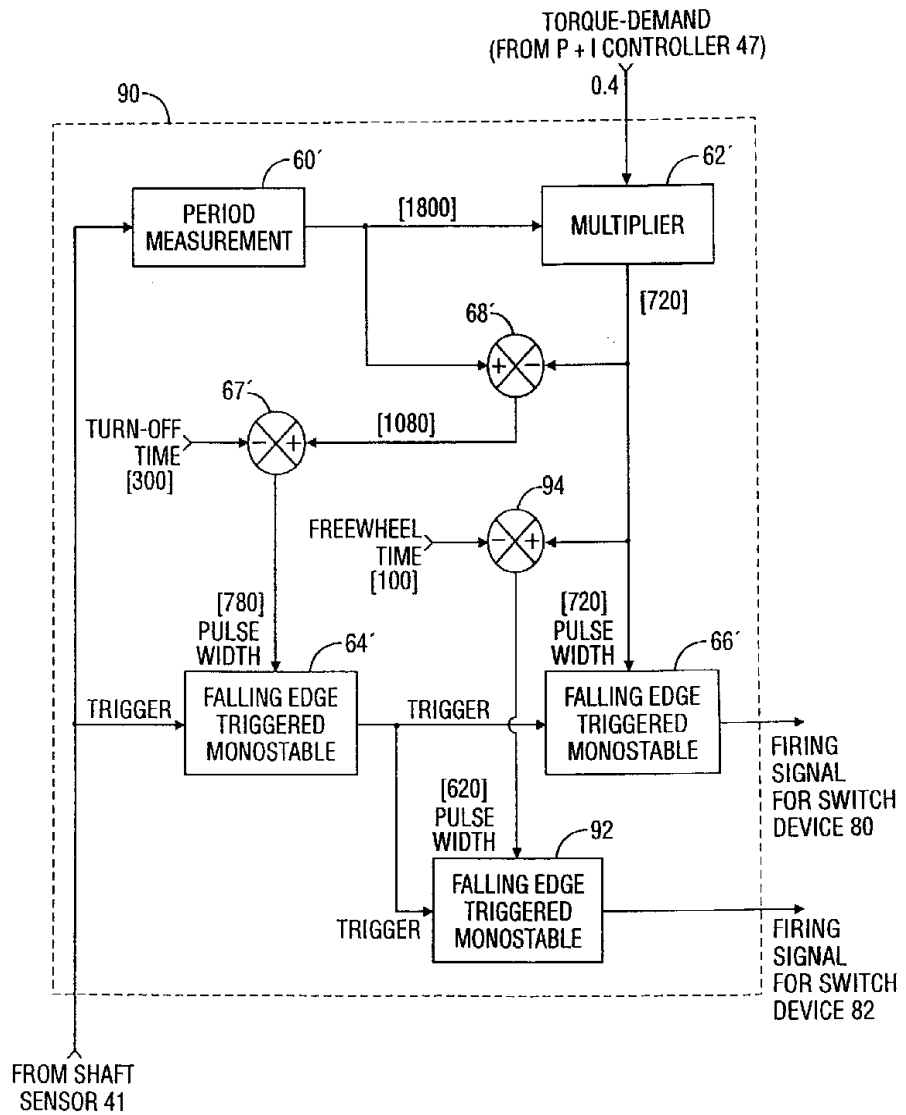 TORQUE-DEMAND
(FROM P + I CONTROLLER 47)
0.4
90
60´
62´
PERIOD
MEASUREMENT
[1800]
MULTIPLIER
[720]
68´
+ −
67´
TURN-OFF
TIME
[300]
− +
[1080]
94
FREEWHEEL
TIME
[100]
− +
[780]
PULSE
WIDTH
64´
[720]
PULSE
WIDTH
66´
TRIGGER
FALLING EDGE
TRIGGERED
MONOSTABLE
TRIGGER
FALLING EDGE
TRIGGERED
MONOSTABLE
FIRING
SIGNAL
FOR SWITCH
DEVICE 80
[620]
PULSE
WIDTH
92
TRIGGER
FALLING EDGE
TRIGGERED
MONOSTABLE
FIRING
SIGNAL
FOR SWITCH
DEVICE 82
FROM SHAFT
SENSOR 41